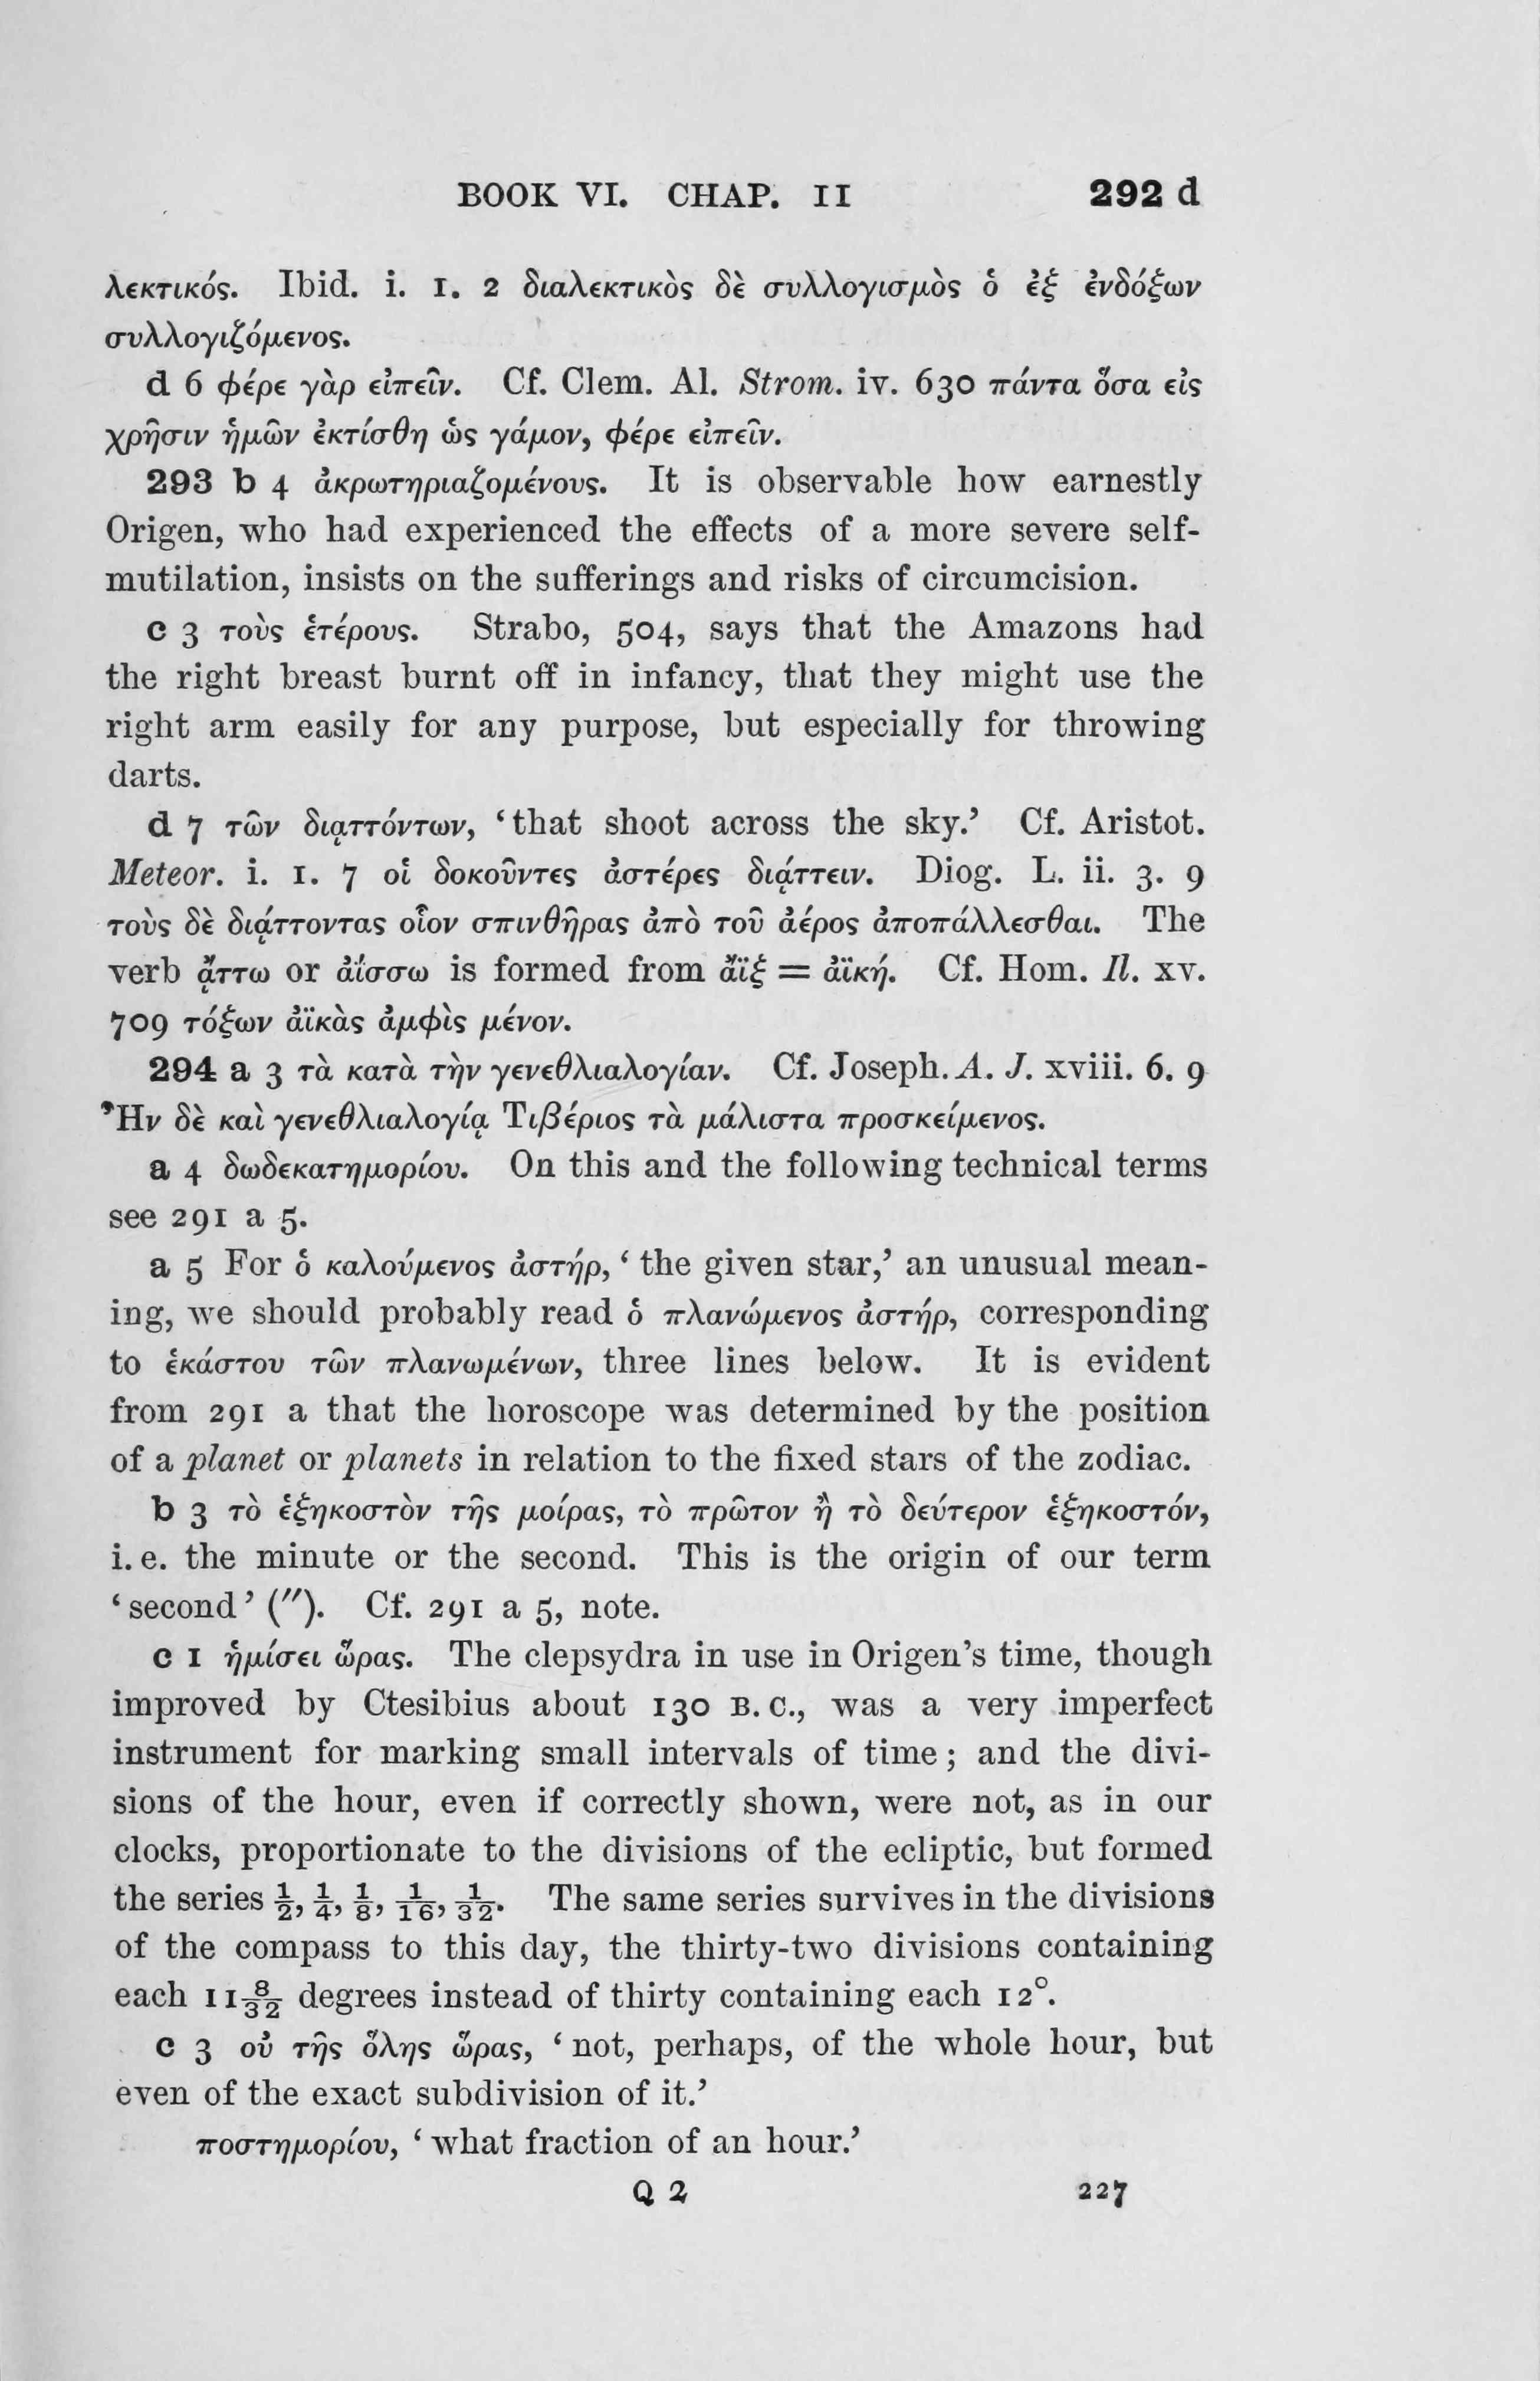 BOOK VI. CHAP. II 292 d
λεκτικός. Ibid. i. 1. 2 διαλεκτικὸς δὲ συλλογισμὸς ὁ ἐξ ἐνδόξων
συλλογιζόμενος.
d 6 φέρε γὰρ εἰπεῖν. Cf. Clem. Al. Strom. iv. 630 πάντα ὅσα εἰς
χρῆσιν ἡμῶν ἐκτίσθη ὡς γάμον, φέρε εἰπεῖν.
293 b 4 ἀκρωτηριαζομένους. It is observable how earnestly
Origen, who had experienced the effects of a more severe self-
mutilation, insists on the sufferings and risks of circumcision.
c 3 τοὺς ἑτέρους. Strabo, 504, says that the Amazons had
the right breast burnt off in infancy, that they might use the
right arm easily for any purpose, but especially for throwing
darts.
d 7 τῶν διᾳττόντων, ‘that shoot across the sky.’ Cf. Aristot.
Meteor. i. 1. 7 οἱ δοκοῦντες ἀστέρες διᾴττειν. Diog. L. ii. 3. 9
τοὺς δὲ διᾴττοντας οἷον σπινθῆρας ἀπὸ τοῦ ἀέρος ἀποπάλλεσθαι. The
verb ᾄττω or ἀΐσσω is formed from ἄϊξ = ἀϊκή. Cf. Hom. Il. xv.
709 τόξων ἀϊκὰς ἀμφὶς μένον.
294 a 3 τὰ κατὰ τὴν γενεθλιαλογίαν. Cf. Joseph. A. J. xviii. 6. 9
Ἦν δὲ καὶ γενεθλιαλογίᾳ Τιβέριος τὰ μάλιστα προσκείμενος.
a 4 δωδεκατημορίου. On this and the following technical terms
see 291 a 5.
a 5 For ὁ καλούμενος ἀστήρ, ‘the given star,’ an unusual mean-
ing, we should probably read ὁ πλανώμενος ἀστήρ, corresponding
to ἑκάστου τῶν πλανωμένων, three lines below. It is evident
from 291 a that the horoscope was determined by the position
of a planet or planets in relation to the fixed stars of the zodiac.
b 3 τὸ ἑξηκοστὸν τῆς μοίρας, τὸ πρῶτον ἢ τὸ δεύτερον ἑξηκοστόν,
i. e. the minute or the second. This is the origin of our term
‘second’ (″). Cf. 291 a 5, note.
c 1 ἡμίσει ὥρας. The clepsydra in use in Origen’s time, though
improved by Ctesibius about 130 B. C., was a very imperfect
instrument for marking small intervals of time; and the divi-
sions of the hour, even if correctly shown, were not, as in our
clocks, proportionate to the divisions of the ecliptic, but formed
the series 1/2, 1/4, 1/8, 1/16, 1/32. The same series survives in the divisions
of the compass to this day, the thirty-two divisions containing
each 11 8/32 degrees instead of thirty containing each 12°.
c 3 οὐ τῆς ὅλης ὥρας, ‘not, perhaps, of the whole hour, but
even of the exact subdivision of it.’
ποστημορίου, ‘what fraction of an hour.’
Q 2 227